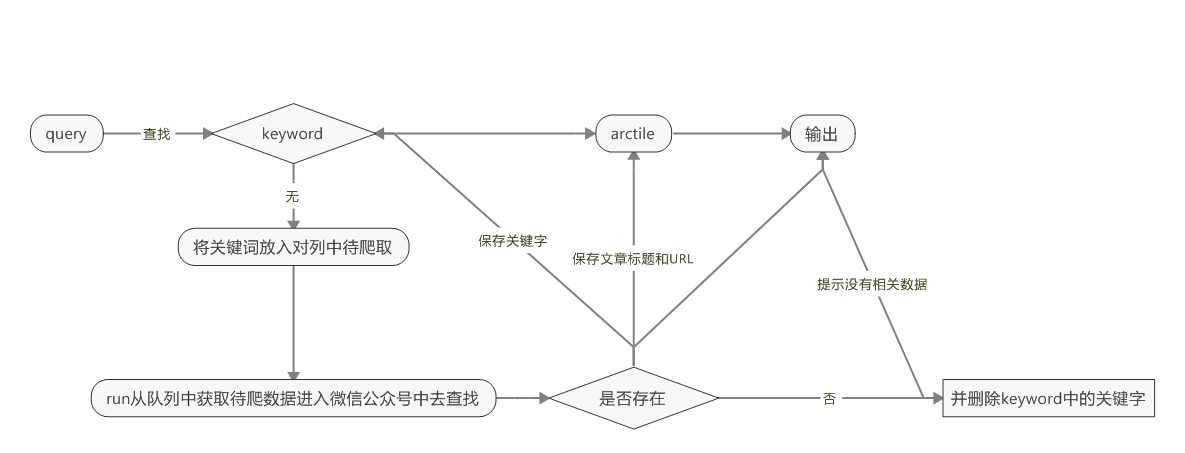 query
查找
keyword
arctile
输出
无
将关键词放入对列中待爬取
保存关键字
保存文章标题和URL
提示没有相关数据
run从队列中获取待爬数据进入微信公众号中去查找
是否存在
否
并删除keyword中的关键字